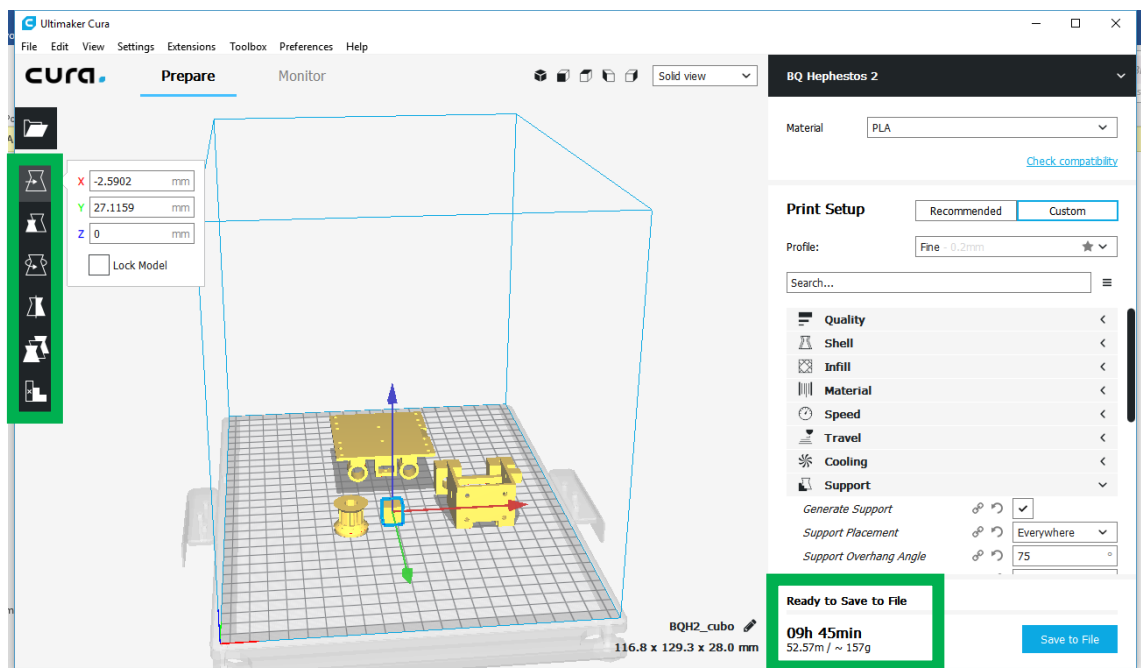 Ultimaker Cura
File Edit View Settings Extensions Toolbox Preferences Help
cura.
Prepare Monitor
Solid view
BQ Hephestos 2
Material PLA
Check compatibility
X -2.5902 mm
Y 27.1159 mm
Z 0 mm
Lock Model
Print Setup Recommended Custom
Profile: Fine - 0.2mm
Search...
Quality
Shell
Infill
Material
Speed
Travel
Cooling
Support
Generate Support
Support Placement Everywhere
Support Overhang Angle 75 °
Ready to Save to File
09h 45min
52.57m / ~ 157g
Save to File
BQH2_cubo
116.8 x 129.3 x 28.0 mm